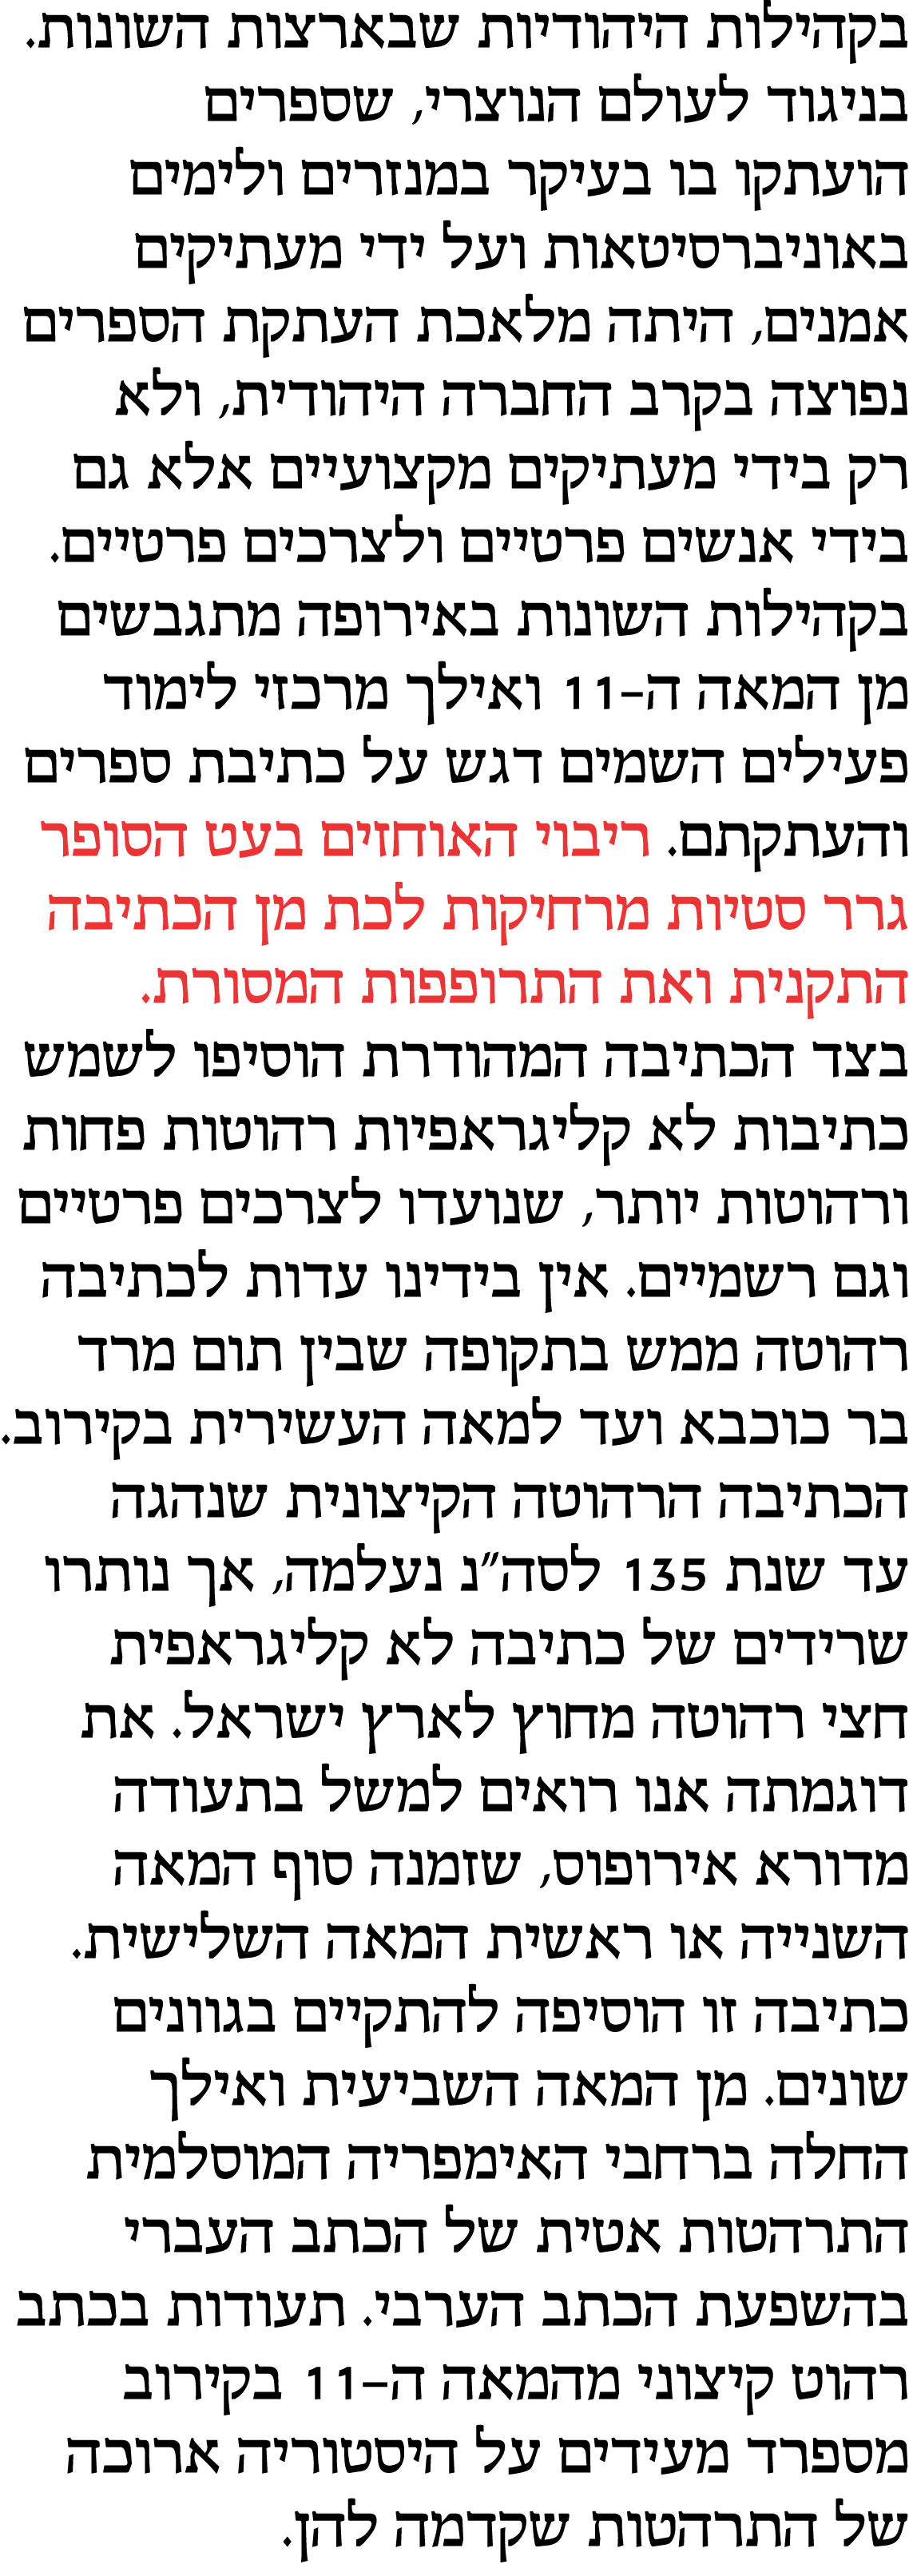 בקהילות היהודיות שבארצות השונות.
בניגוד לעולם הנוצרי, שספרים
הועתקו בו בעיקר במנזרים ולימים
באוניברסיטאות ועל ידי מעתיקים
אמנים, היתה מלאכת העתקת הספרים
נפוצה בקרב החברה היהודית, ולא
רק בידי מעתיקים מקצועיים אלא גם
בידי אנשים פרטיים ולצרכים פרטיים.
בקהילות השונות באירופה מתגבשים
מן המאה ה–11 ואילך מרכזי לימוד
פעילים השמים דגש על כתיבת ספרים
והעתקתם. ריבוי האוחזים בעט הסופר
גרר סטיות מרחיקות לכת מן הכתיבה
התקנית ואת התרופפות המסורת.
בצד הכתיבה המהודרת הוסיפו לשמש
כתיבות לא קליגראפיות רהוטות פחות
ורהוטות יותר, שנועדו לצרכים פרטיים
וגם רשמיים. אין בידינו עדות לכתיבה
רהוטה ממש בתקופה שבין תום מרד
בר כוכבא ועד למאה העשירית בקירוב.
הכתיבה הרהוטה הקיצונית שנהגה
עד שנת 135 לסה״נ נעלמה, אך נותרו
שרידים של כתיבה לא קליגראפית
חצי רהוטה מחוץ לארץ ישראל. את
דוגמתה אנו רואים למשל בתעודה
מדורא אירופוס, שזמנה סוף המאה
השנייה או ראשית המאה השלישית.
כתיבה זו הוסיפה להתקיים בגוונים
שונים. מן המאה השביעית ואילך
החלה ברחבי האימפריה המוסלמית
התרהטות אטית של הכתב העברי
בהשפעת הכתב הערבי. תעודות בכתב
רהוט קיצוני מהמאה ה–11 בקירוב
מספרד מעידים על היסטוריה ארוכה
של התרהטות שקדמה להן.